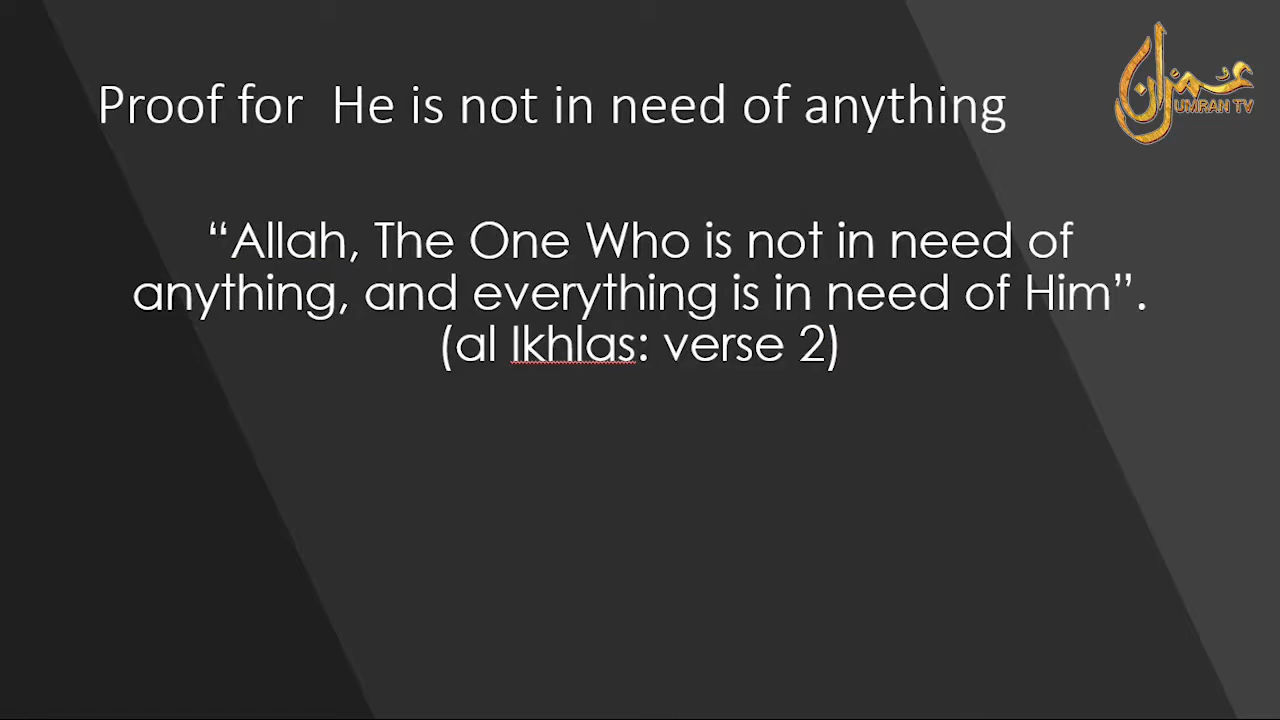 Proof for  He is not in need of anything
عمران
UMRAN TV
“Allah, The One Who is not in need of
anything, and everything is in need of Him”.
(al Ikhlas: verse 2)